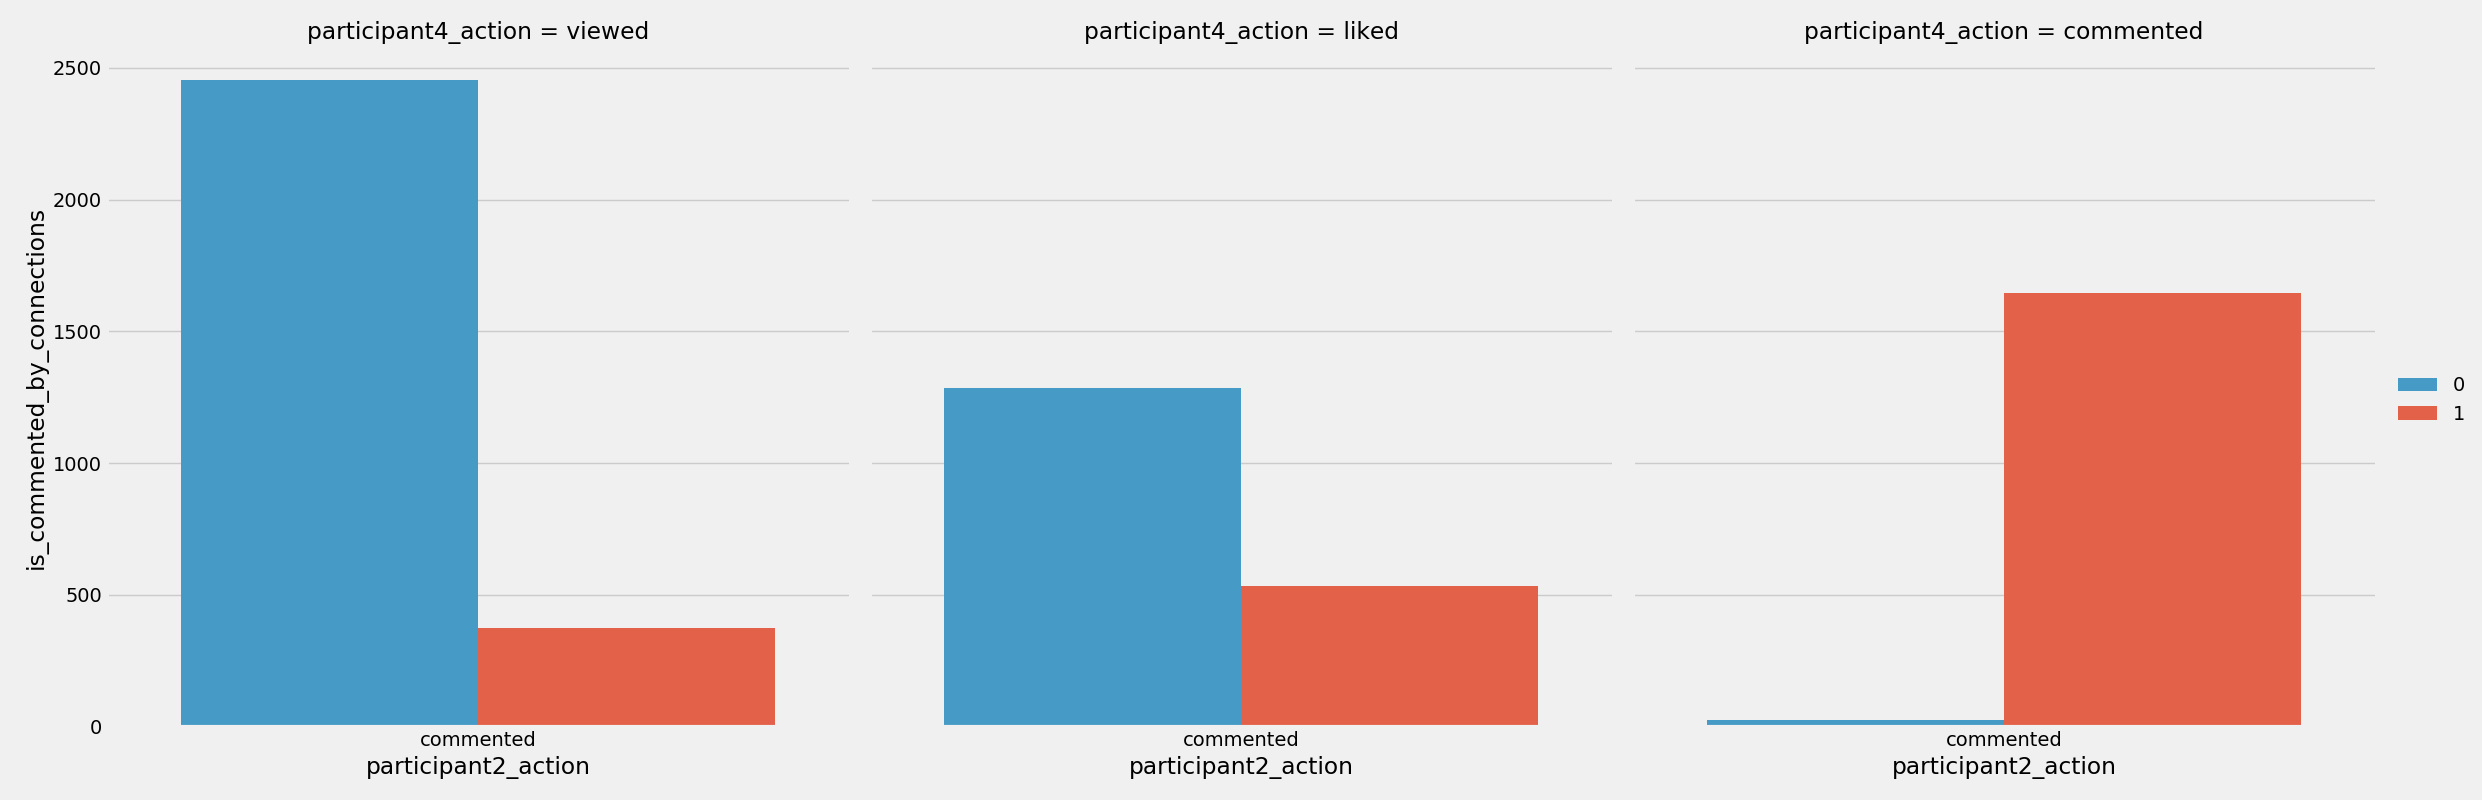 participant4_action = viewed
participant4_action = liked
participant4_action = commented
is_commented_by_connections
2500
2000
1500
1000
500
0
commented
commented
commented
participant2_action
participant2_action
participant2_action
0
1